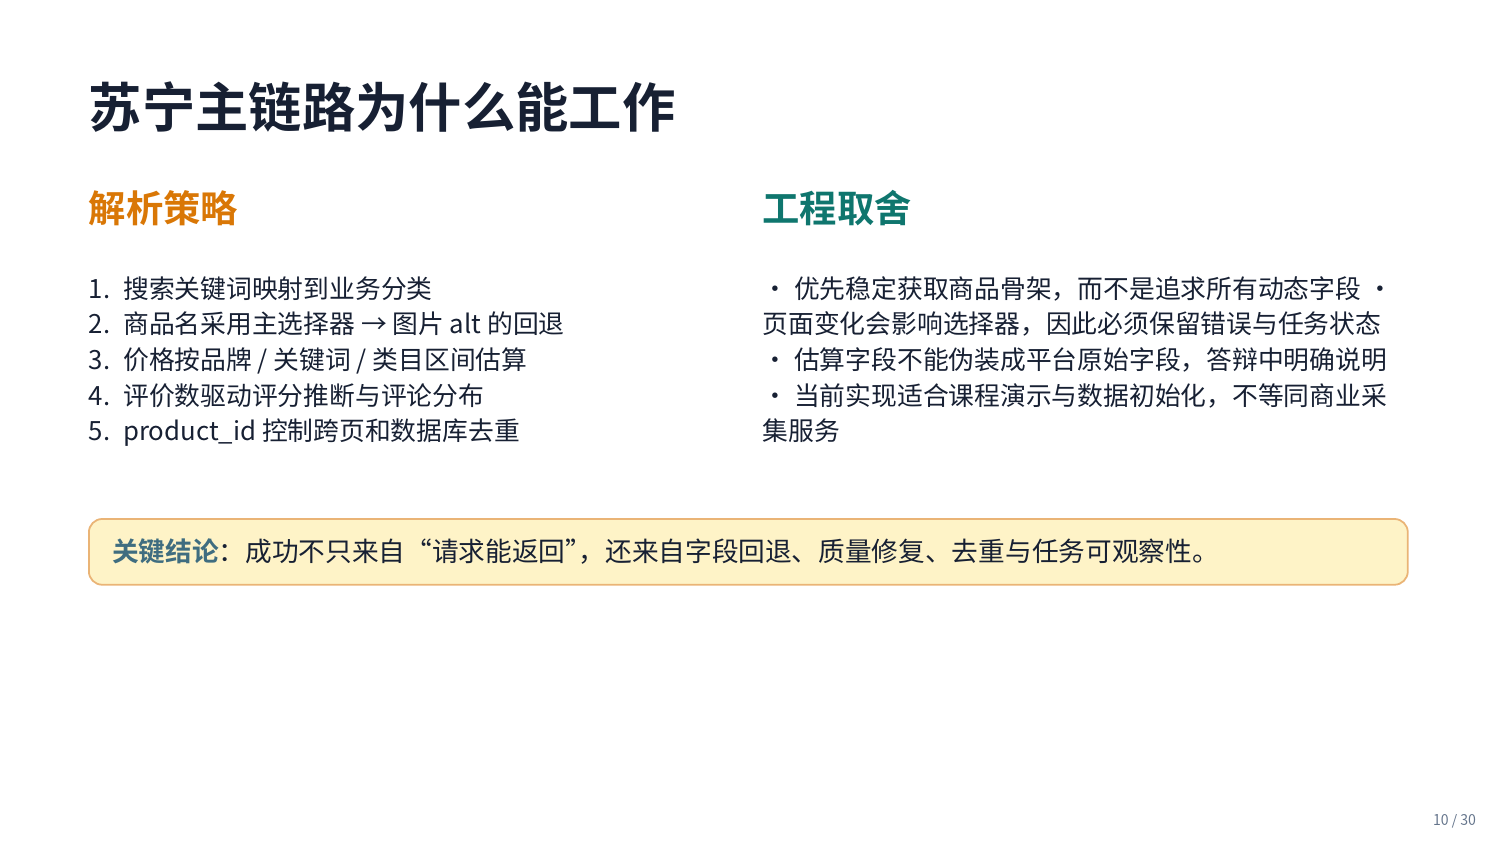 苏宁主链路为什么能工作
解析策略
1. 搜索关键词映射到业务分类
2. 商品名采用主选择器 → 图片 alt 的回退
3. 价格按品牌 / 关键词 / 类目区间估算
4. 评价数驱动评分推断与评论分布
5. product_id 控制跨页和数据库去重
工程取舍
• 优先稳定获取商品骨架，而不是追求所有动态字段 •
页面变化会影响选择器，因此必须保留错误与任务状态
• 估算字段不能伪装成平台原始字段，答辩中明确说明
• 当前实现适合课程演示与数据初始化，不等同商业采
集服务
关键结论：成功不只来自“请求能返回”，还来自字段回退、质量修复、去重与任务可观察性。
10 / 30